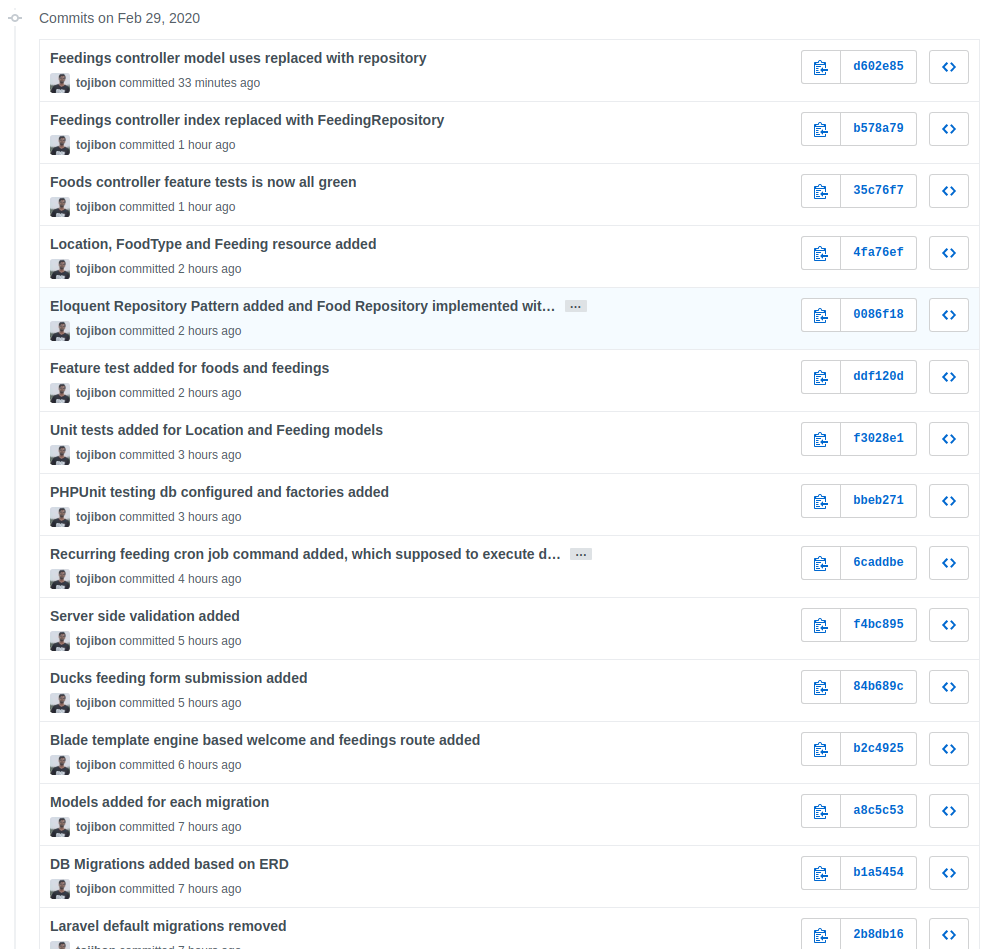 Commits on Feb 29, 2020
Feedings controller model uses replaced with repository
d602e85
tojibon committed 33 minutes ago
Feedings controller index replaced with FeedingRepository
b578a79
tojibon committed 1 hour ago
Foods controller feature tests is now all green
35c76f7
tojibon committed 1 hour ago
Location, FoodType and Feeding resource added
4fa76ef
tojibon committed 2 hours ago
Eloquent Repository Pattern added and Food Repository implemented wit… …
0086f18
tojibon committed 2 hours ago
Feature test added for foods and feedings
ddf120d
tojibon committed 2 hours ago
Unit tests added for Location and Feeding models
f3028e1
tojibon committed 3 hours ago
PHPUnit testing db configured and factories added
bbeb271
tojibon committed 3 hours ago
Recurring feeding cron job command added, which supposed to execute d… …
6caddbe
tojibon committed 4 hours ago
Server side validation added
f4bc895
tojibon committed 5 hours ago
Ducks feeding form submission added
84b689c
tojibon committed 5 hours ago
Blade template engine based welcome and feedings route added
b2c4925
tojibon committed 6 hours ago
Models added for each migration
a8c5c53
tojibon committed 7 hours ago
DB Migrations added based on ERD
b1a5454
tojibon committed 7 hours ago
Laravel default migrations removed
2b8db16
tojibon committed 7 hours ago